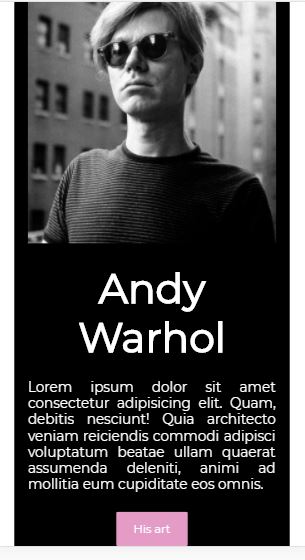 Andy
Warhol
Lorem ipsum dolor sit amet
consectetur adipisicing elit. Quam,
debitis nesciunt! Quia architecto
veniam reiciendis commodi adipisci
voluptatum beatae ullam quaerat
assumenda deleniti, animi ad
mollitia eum cupiditate eos omnis.
His art